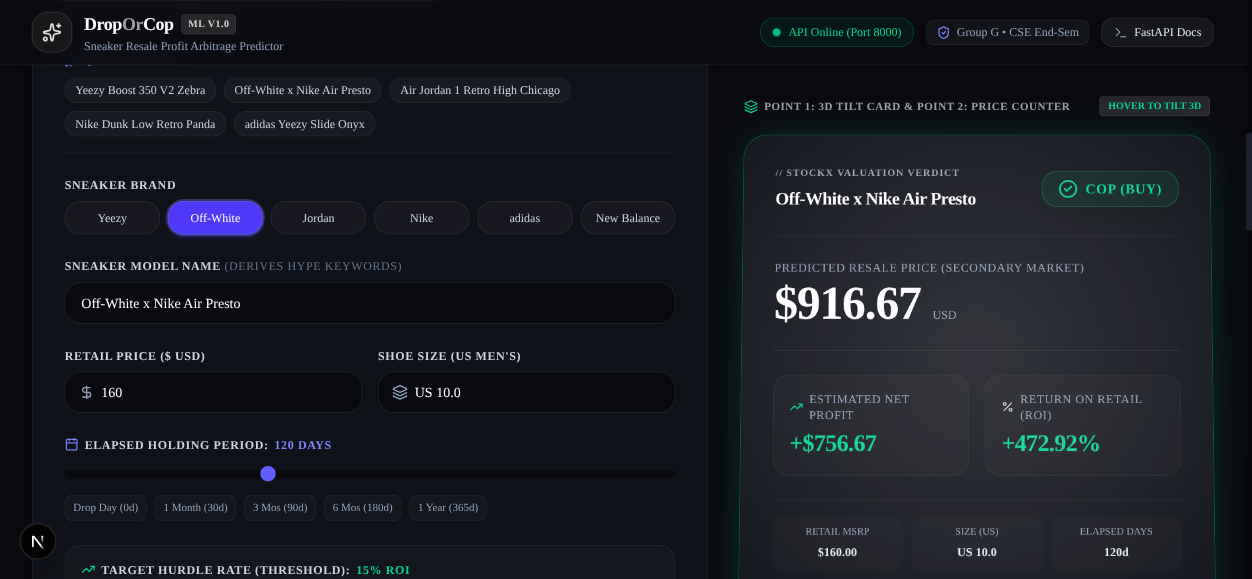 DropOrCop ML V1.0
Sneaker Resale Profit Arbitrage Predictor
API Online (Port 8000)
Group G • CSE End-Sem
FastAPI Docs
Yeezy Boost 350 V2 Zebra
Off-White x Nike Air Presto
Air Jordan 1 Retro High Chicago
Nike Dunk Low Retro Panda
adidas Yeezy Slide Onyx
SNEAKER BRAND
Yeezy
Off-White
Jordan
Nike
adidas
New Balance
SNEAKER MODEL NAME (DERIVES HYPE KEYWORDS)
Off-White x Nike Air Presto
RETAIL PRICE ($ USD)
$ 160
SHOE SIZE (US MEN'S)
US 10.0
ELAPSED HOLDING PERIOD: 120 DAYS
Drop Day (0d)
1 Month (30d)
3 Mos (90d)
6 Mos (180d)
1 Year (365d)
N
TARGET HURDLE RATE (THRESHOLD): 15% ROI
POINT 1: 3D TILT CARD & POINT 2: PRICE COUNTER
HOVER TO TILT 3D
// STOCKX VALUATION VERDICT
Off-White x Nike Air Presto
COP (BUY)
PREDICTED RESALE PRICE (SECONDARY MARKET)
$916.67 USD
ESTIMATED NET
PROFIT
+$756.67
% RETURN ON RETAIL
(ROI)
+472.92%
RETAIL MSRP
$160.00
SIZE (US)
US 10.0
ELAPSED DAYS
120d